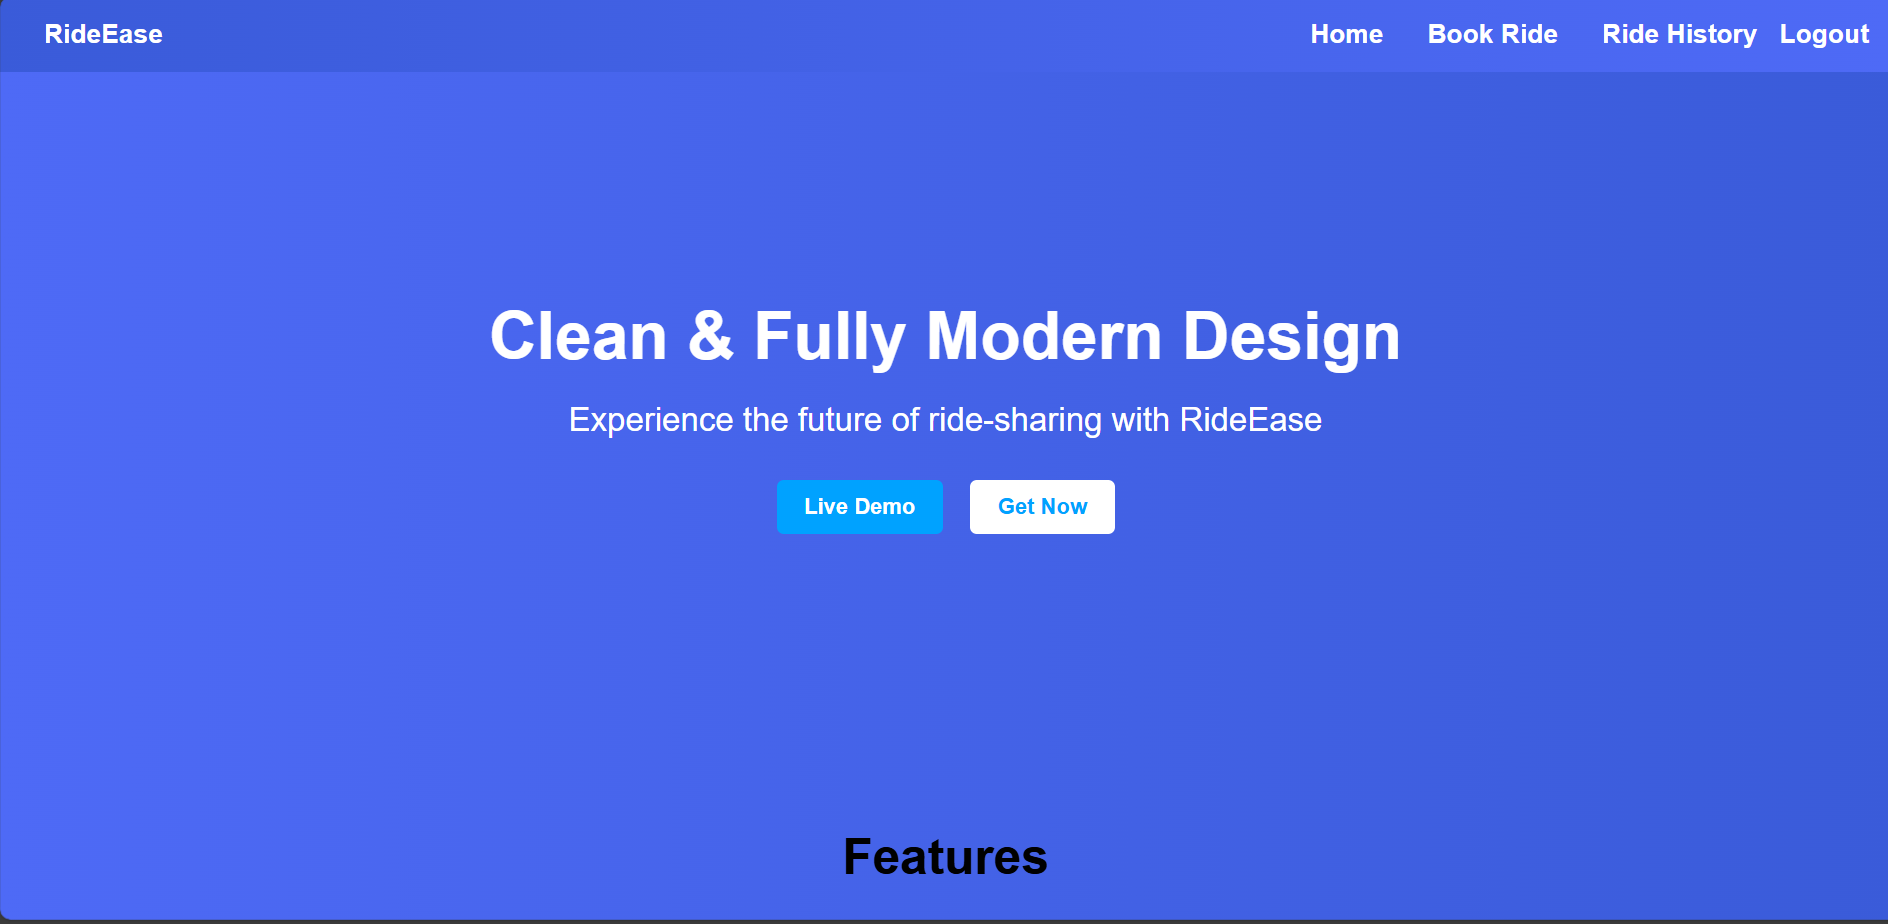 RideEase Home Book Ride Ride History Logout
Clean & Fully Modern Design
Experience the future of ride-sharing with RideEase
Live Demo Get Now
Features